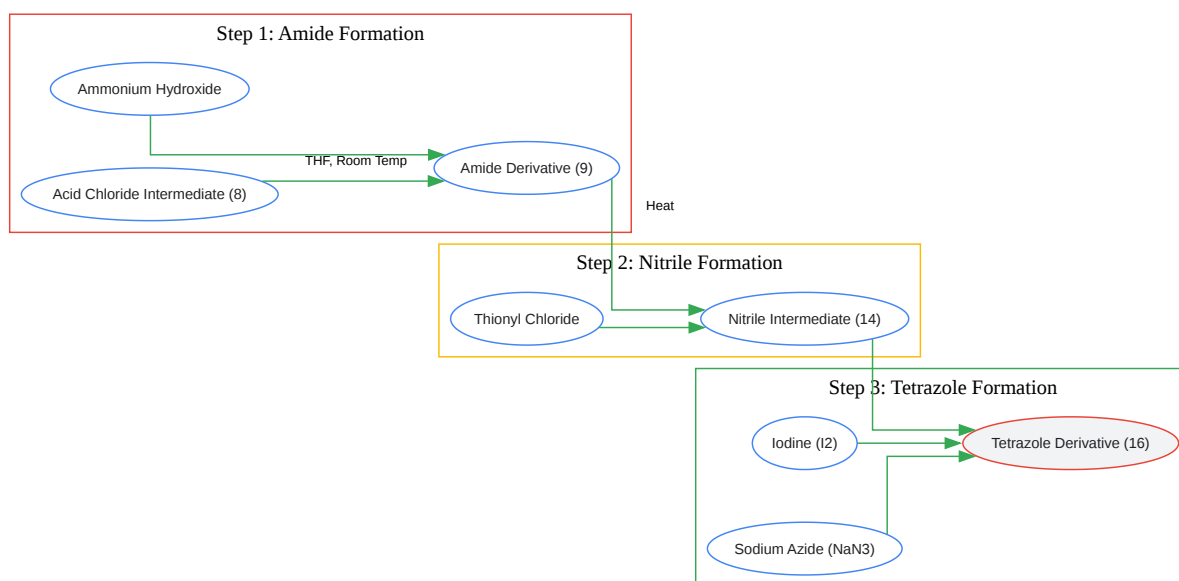 Step 1: Amide Formation
Ammonium Hydroxide
THF, Room Temp
Amide Derivative (9)
Acid Chloride Intermediate (8)
Heat
Step 2: Nitrile Formation
Thionyl Chloride
Nitrile Intermediate (14)
Step 3: Tetrazole Formation
Iodine (I2)
Tetrazole Derivative (16)
Sodium Azide (NaN3)